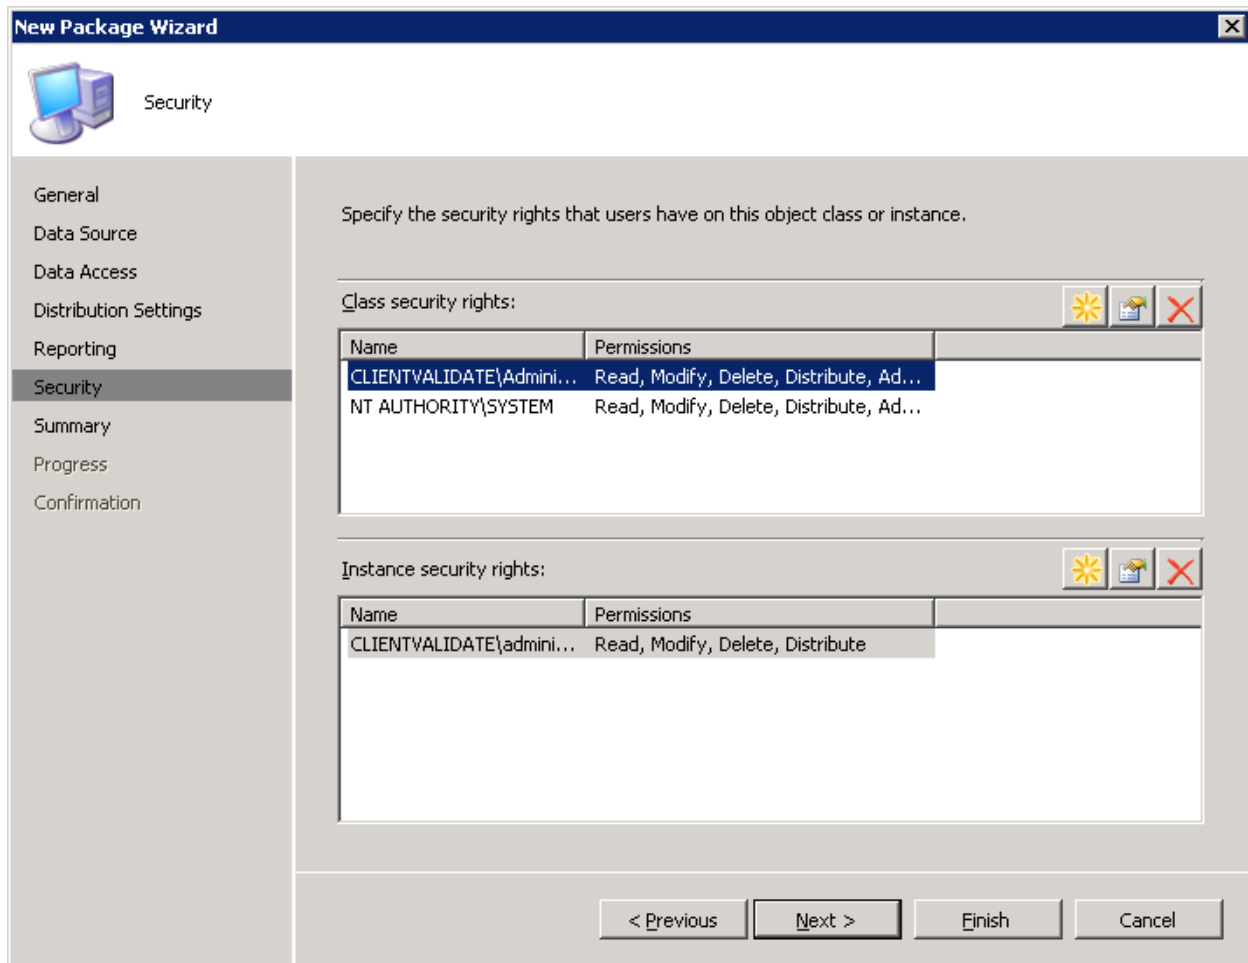 New Package Wizard
Security
General
Data Source
Data Access
Distribution Settings
Reporting
Security
Summary
Progress
Confirmation
Specify the security rights that users have on this object class or instance.
Class security rights:
Name Permissions
CLIENTVALIDATE\Admini... Read, Modify, Delete, Distribute, Ad...
NT AUTHORITY\SYSTEM Read, Modify, Delete, Distribute, Ad...
Instance security rights:
Name Permissions
CLIENTVALIDATE\admini... Read, Modify, Delete, Distribute
< Previous Next > Finish Cancel